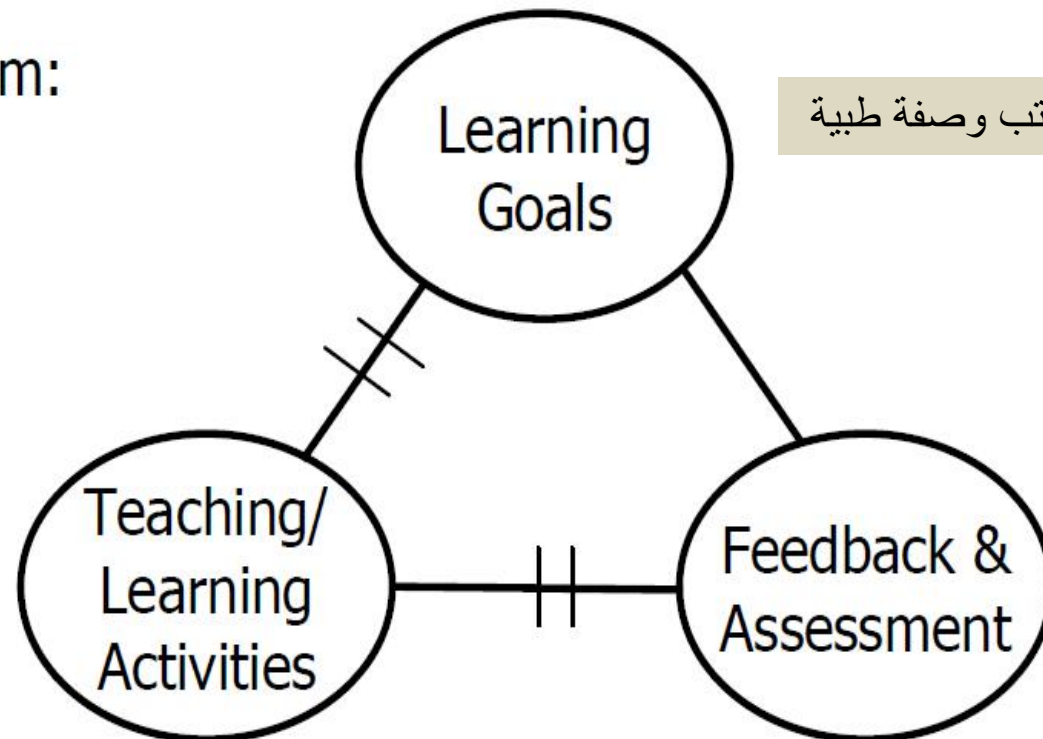 m:
Learning
Goals
تب وصفة طبية
Teaching/
Learning
Activities
Feedback &
Assessment